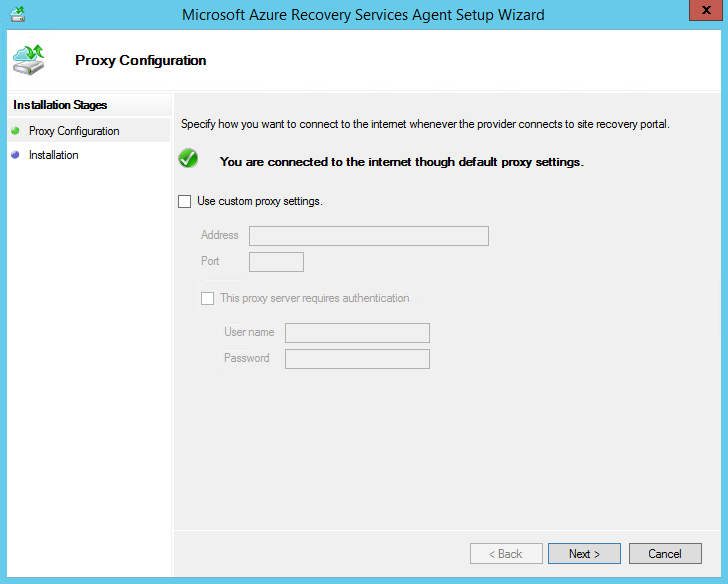 Microsoft Azure Recovery Services Agent Setup Wizard
x
Proxy Configuration
Installation Stages
Proxy Configuration
Installation
Specify how you want to connect to the internet whenever the provider connects to site recovery portal.
You are connected to the internet though default proxy settings.
Use custom proxy settings.
Address
Port
This proxy server requires authentication.
User name
Password
< Back
Next >
Cancel